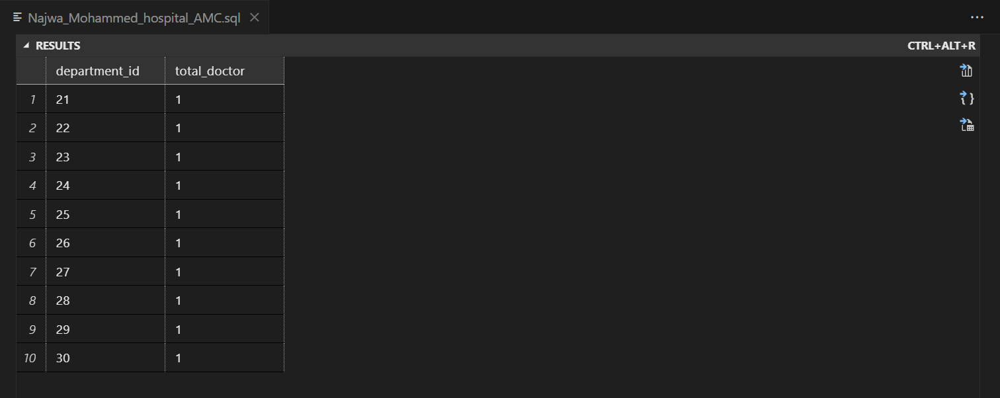 Najwa_Mohammed_hospital_AMC.sql
RESULTS CTRL+ALT+R
department_id total_doctor
1 21 1
2 22 1
3 23 1
4 24 1
5 25 1
6 26 1
7 27 1
8 28 1
9 29 1
10 30 1